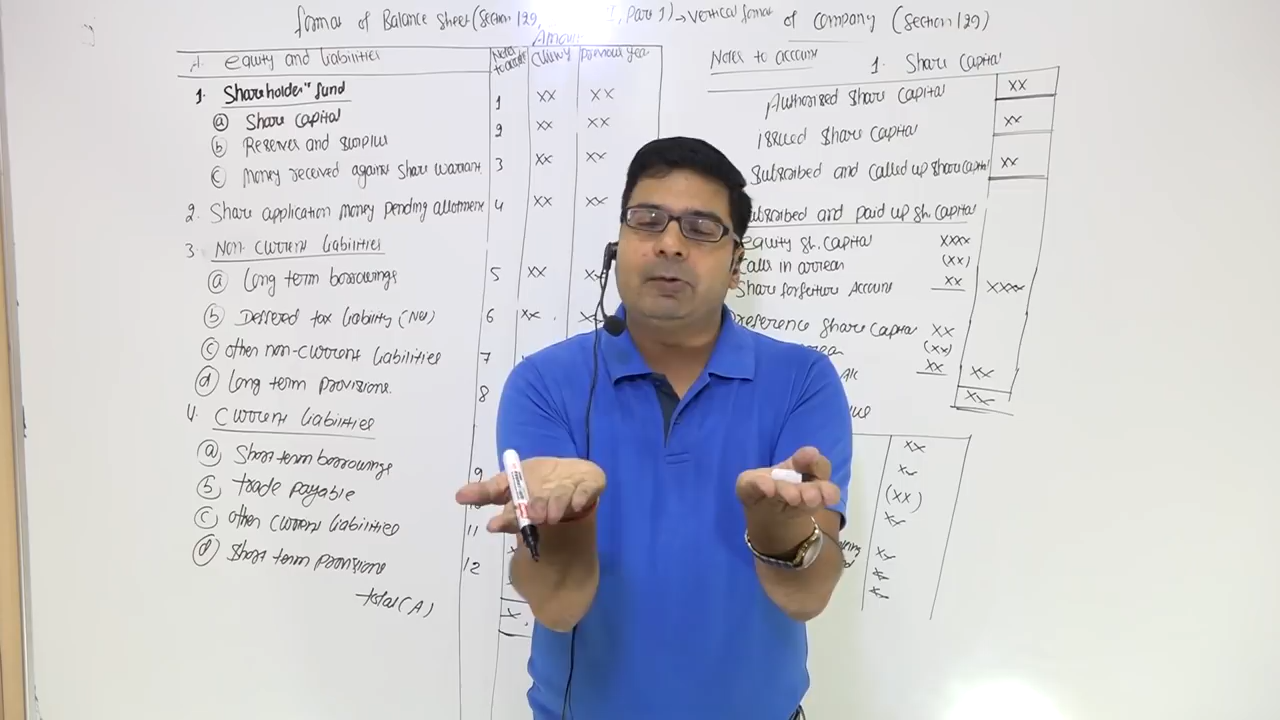 format of Balance sheet (Section 129, I, Part 1) → vertical format of company (Section 129)
Amount
A. equity and liabilities
Notes to account
previous year
1. Shareholder" fund
1 xx xx
(a) Share capital
2 xx xx
(b) Reserves and surplus
(c) Money received against share warrant 3 xx xx
2. Share application money pending allotment 4 xx xx
3. Non-current liabilities
(a) Long term borrowings 5 xx
(b) Deffered tax liability (Net) 6 xx
(c) other non-current liabilities 7
(d) Long term provisions. 8
4. Current liabilities
(a) Short term borrowings 9
(b) trade payable
(c) other current liabilities 11
(d) Short term provisions 12
total (A)
Notes to account 1. Share capital
Authorised share capital xx
issued share capital xx
Subscribed and called up share capital xx
Subscribed and paid up sh. capital
equity sh. capital xxxx
calls in arrear (xx)
Share forfeiture Account xx xxxx
preference share capital xx
(xx)
A/c xx xx
xx
xx
xx
(xx)
xx
xx
xx
xx